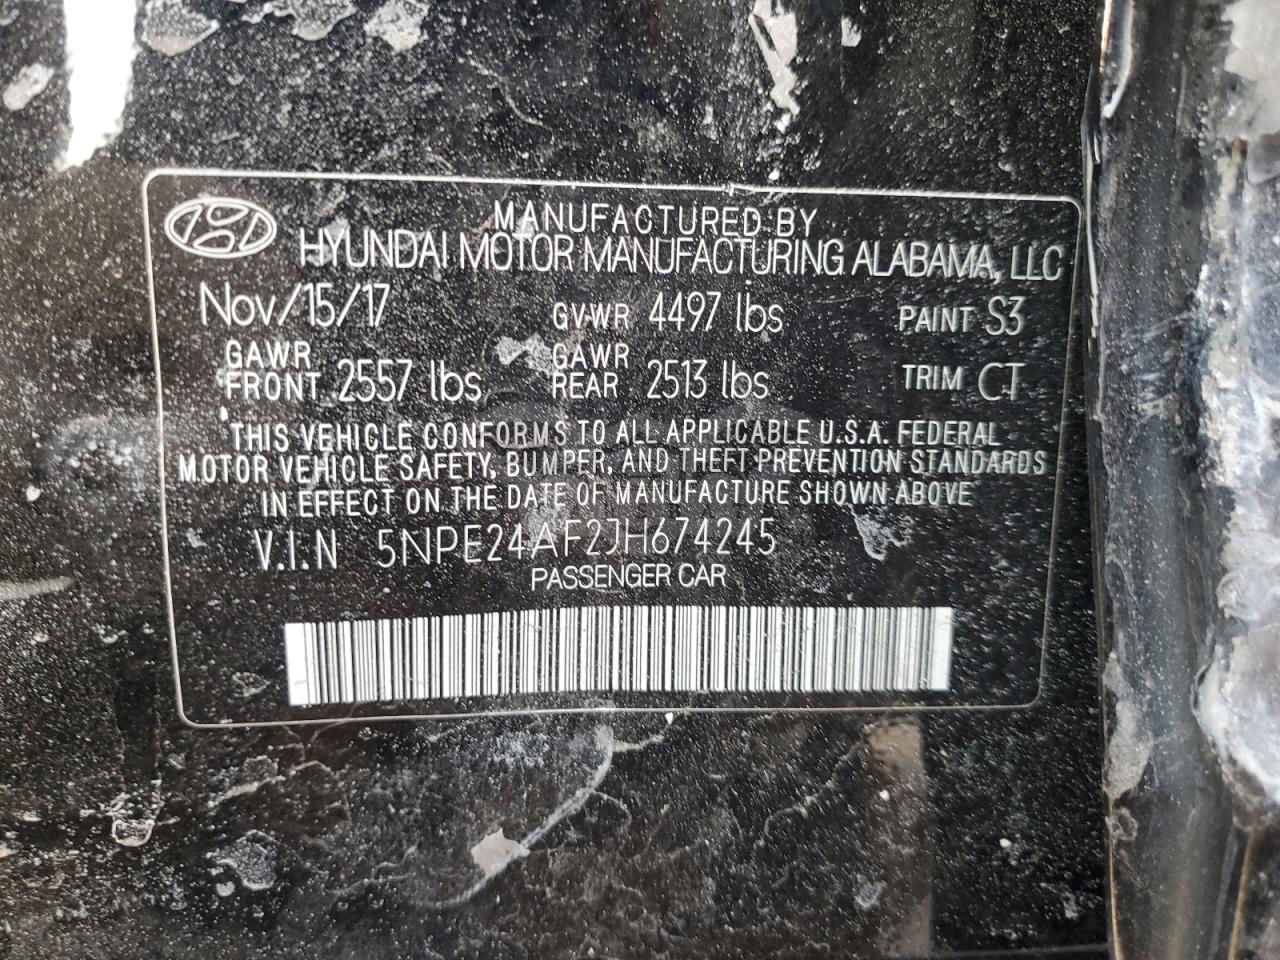 MANUFACTURED BY
HYUNDAI MOTOR MANUFACTURING ALABAMA, LLC
Nov/15/17 GVWR 4497 lbs PAINT S3
GAWR FRONT 2557 lbs GAWR REAR 2513 lbs TRIM CT
THIS VEHICLE CONFORMS TO ALL APPLICABLE U.S.A. FEDERAL
MOTOR VEHICLE SAFETY, BUMPER, AND THEFT PREVENTION STANDARDS
IN EFFECT ON THE DATE OF MANUFACTURE SHOWN ABOVE
V.I.N 5NPE24AF2JH674245
PASSENGER CAR